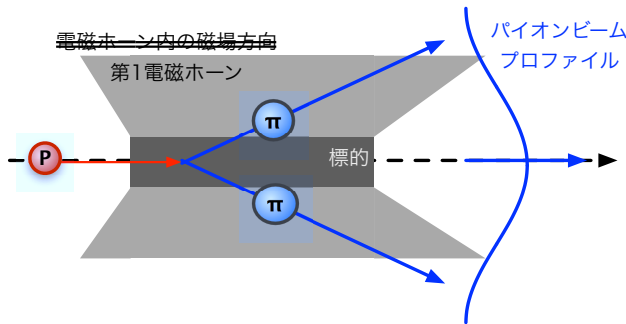 電磁ホーン内の磁場方向
第1電磁ホーン
パイオンビーム
プロファイル
π
標的
P
π